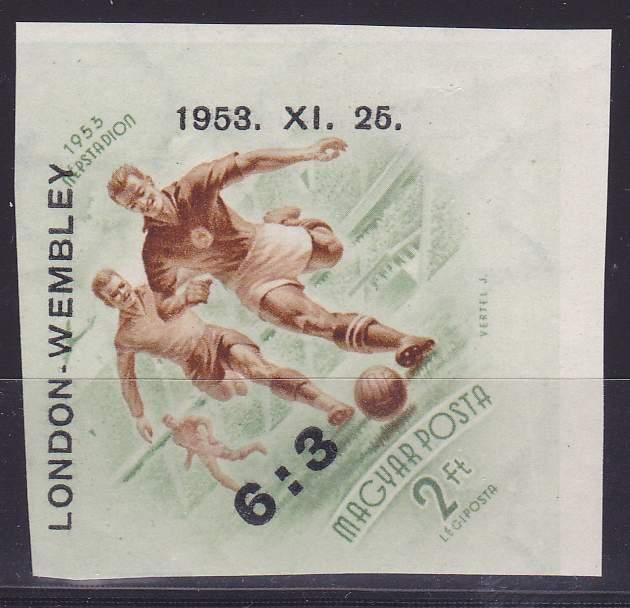 1953. XI. 25.
1953
NÉPSTADION
LONDON-WEMBLEY
VERTEL J.
6:3
MAGYAR POSTA
2 Ft
LÉGIPOSTA